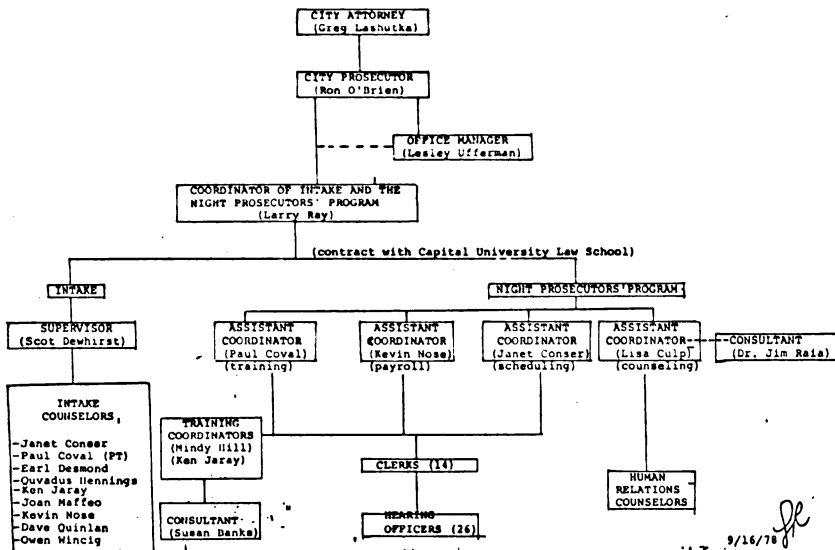 CITY ATTORNEY
(Greg Lashutka)
CITY PROSECUTOR
(Ron O'Brien)
OFFICE MANAGER
(Lesley Ufferman)
COORDINATOR OF INTAKE AND THE
NIGHT PROSECUTORS' PROGRAM
(Larry Ray)
(contract with Capital University Law School)
INTAKE
NIGHT PROSECUTORS' PROGRAM
SUPERVISOR
(Scot Dewhirst)
ASSISTANT
COORDINATOR
(Paul Coval)
(training)
ASSISTANT
COORDINATOR
(Kevin Nose)
(payroll)
ASSISTANT
COORDINATOR
(Janet Conser)
(scheduling)
ASSISTANT
COORDINATOR
(Lisa Culp)
(counseling)
CONSULTANT
(Dr. Jim Raia)
INTAKE
COUNSELORS
-Janet Conser
-Paul Coval (PT)
-Earl Desmond
-Quvadus Hennings
-Ken Jaray
-Joan Maffeo
-Kevin Nose
-Dave Quinlan
-Owen Wincig
TRAINING
COORDINATORS
(Mindy Hill)
(Ken Jaray)
CONSULTANT
(Susan Banks)
CLERKS (14)
HEARING
OFFICERS (26)
HUMAN
RELATIONS
COUNSELORS
9/16/78